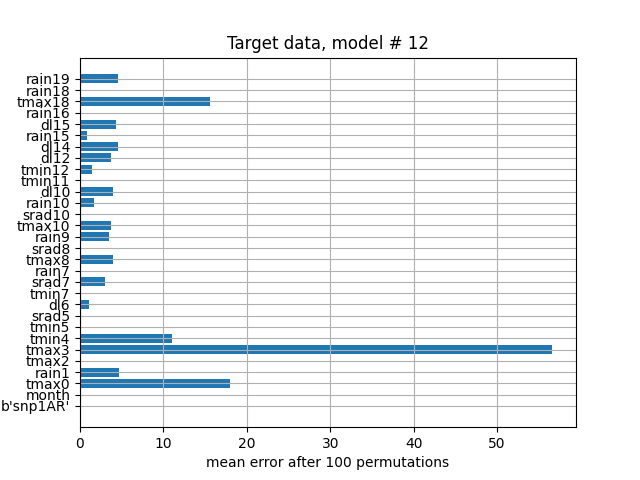 Target data, model # 12
rain19
rain18
tmax18
rain16
dl15
rain15
dl14
dl12
tmin12
tmin11
dl10
rain10
srad10
tmax10
rain9
srad8
tmax8
rain7
srad7
tmin7
dl6
srad5
tmin5
tmin4
tmax3
tmax2
rain1
tmax0
month
b'snp1AR'
0 10 20 30 40 50
mean error after 100 permutations